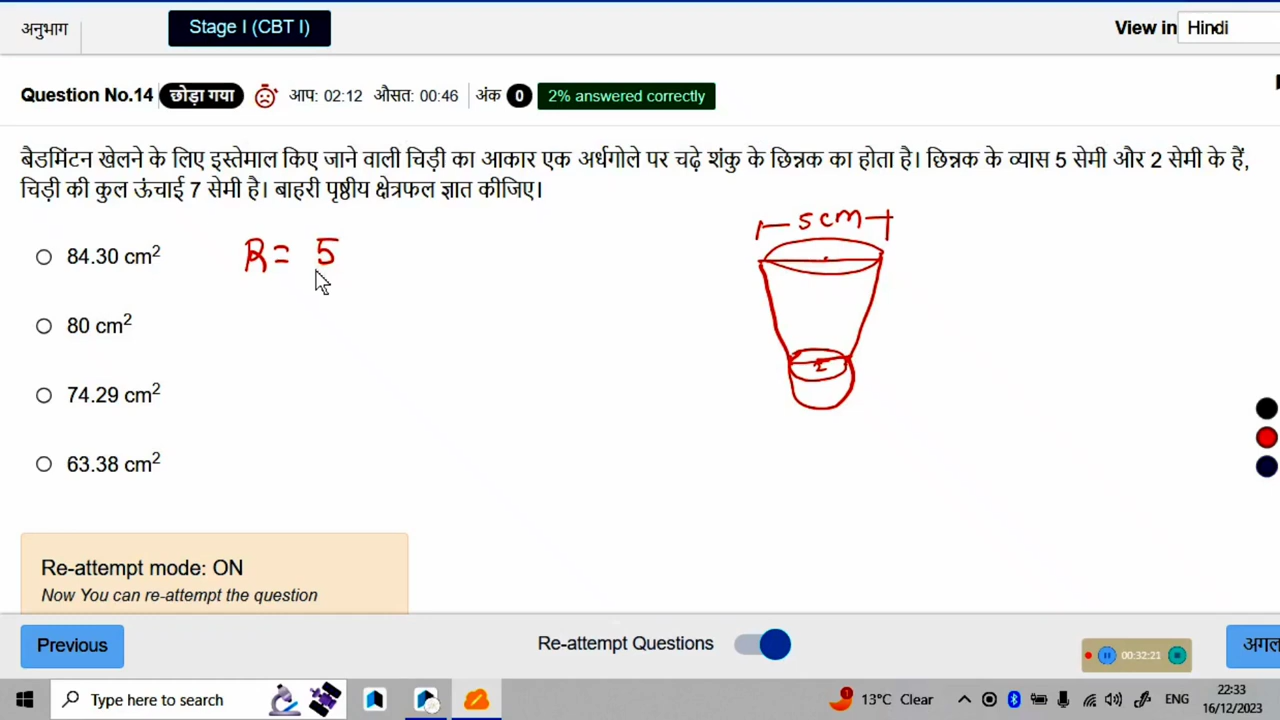 अनुभाग
Stage I (CBT I)
View in Hindi
Question No.14 छोड़ा गया आप: 02:12 औसत: 00:46 अंक 0 2% answered correctly
बैडमिंटन खेलने के लिए इस्तेमाल किए जाने वाली चिड़ी का आकार एक अर्धगोले पर चढ़े शंकु के छिन्नक का होता है। छिन्नक के व्यास 5 सेमी और 2 सेमी के हैं,
चिड़ी की कुल ऊंचाई 7 सेमी है। बाहरी पृष्ठीय क्षेत्रफल ज्ञात कीजिए।
5cm
84.30 cm²
R= 5
80 cm²
2
74.29 cm²
63.38 cm²
Re-attempt mode: ON
Now You can re-attempt the question
Previous
Re-attempt Questions
00:32:21
अगल
Type here to search
1
13°C Clear
ENG
22:33
16/12/2023